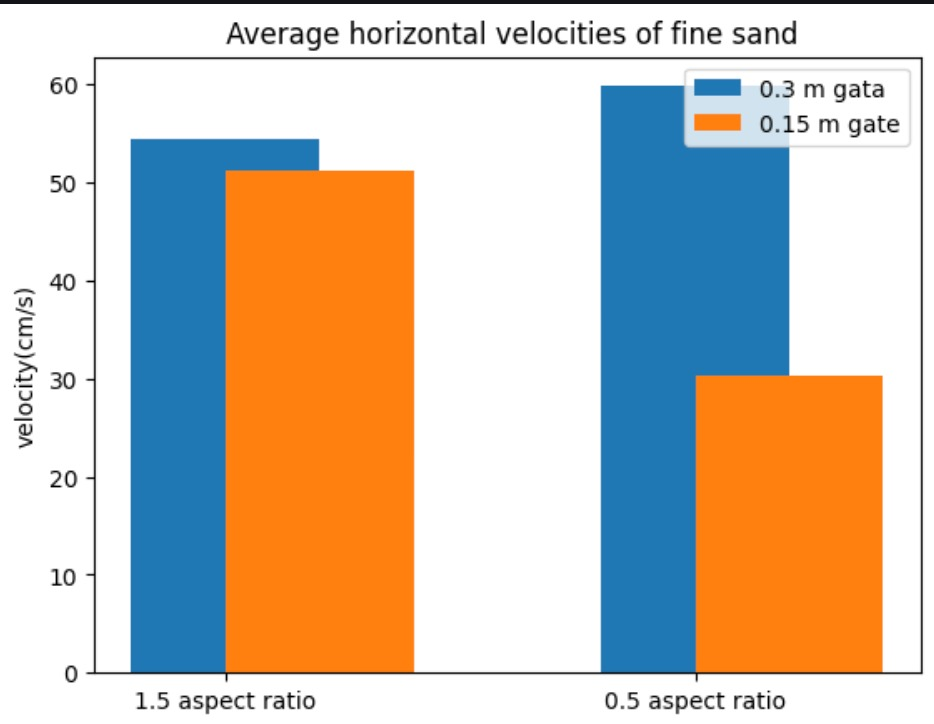 Average horizontal velocities of fine sand
0.3 m gata
0.15 m gate
velocity(cm/s)
60
50
40
30
20
10
0
1.5 aspect ratio
0.5 aspect ratio